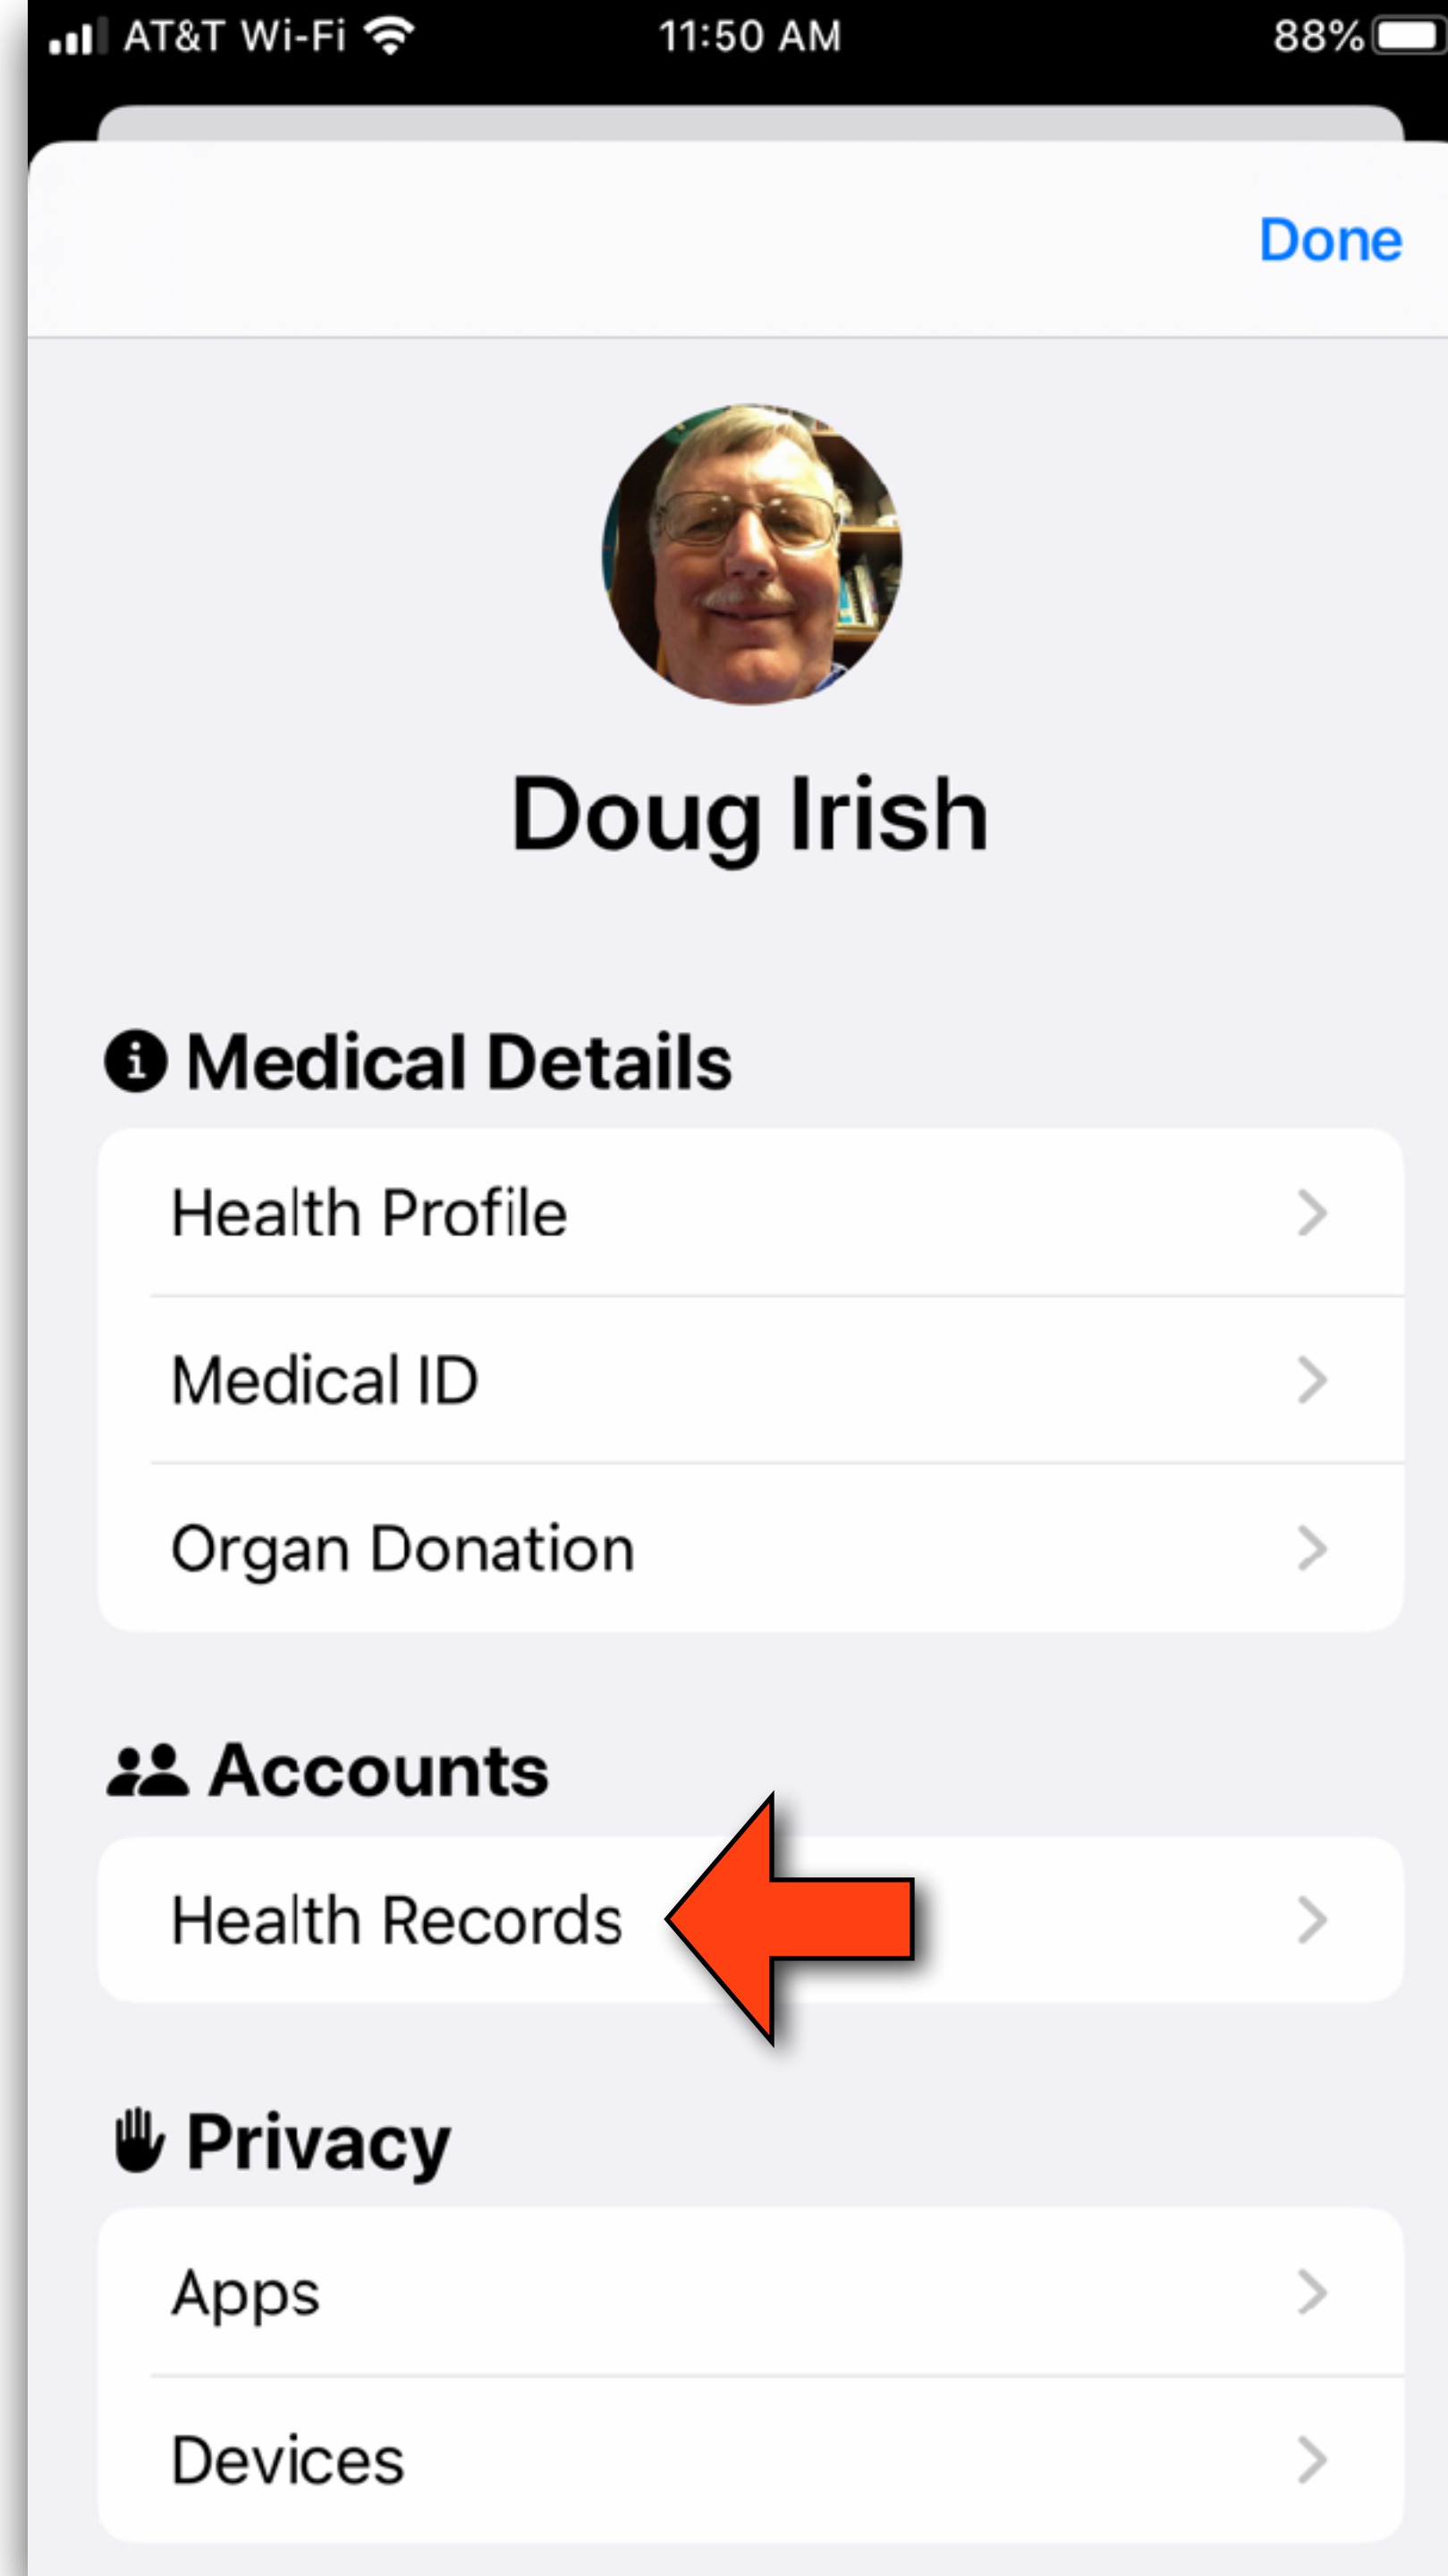 AT&T Wi-Fi 11:50 AM 88%
Done
Doug Irish
Medical Details
Health Profile
Medical ID
Organ Donation
Accounts
Health Records
Privacy
Apps
Devices